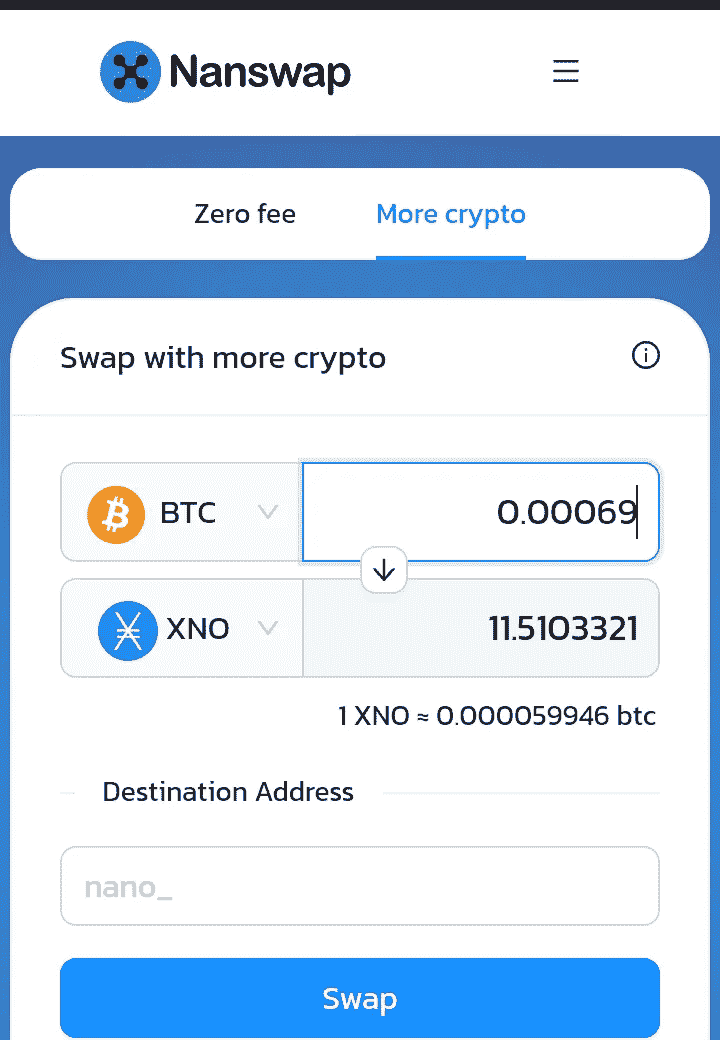 Nanswap
Zero fee More crypto
Swap with more crypto
BTC 0.00069
XNO 11.5103321
1 XNO ≈ 0.000059946 btc
Destination Address
nano_
Swap